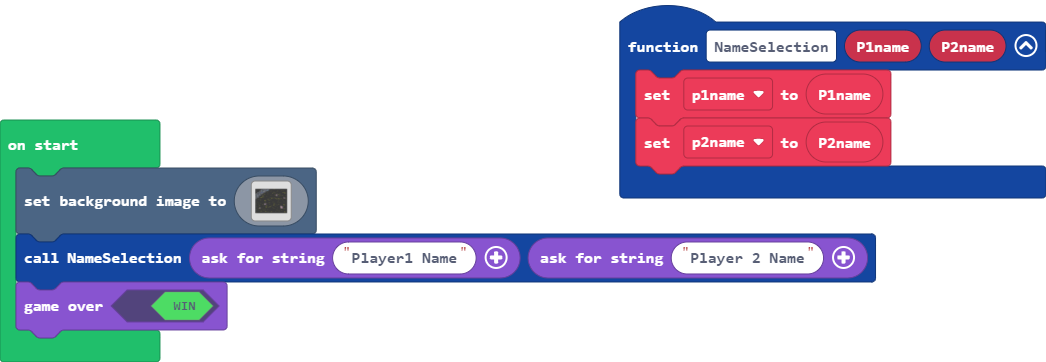 function NameSelection P1name P2name
set p1name to P1name
set p2name to P2name
on start
set background image to
call NameSelection ask for string "Player1 Name" ask for string "Player 2 Name"
game over WIN